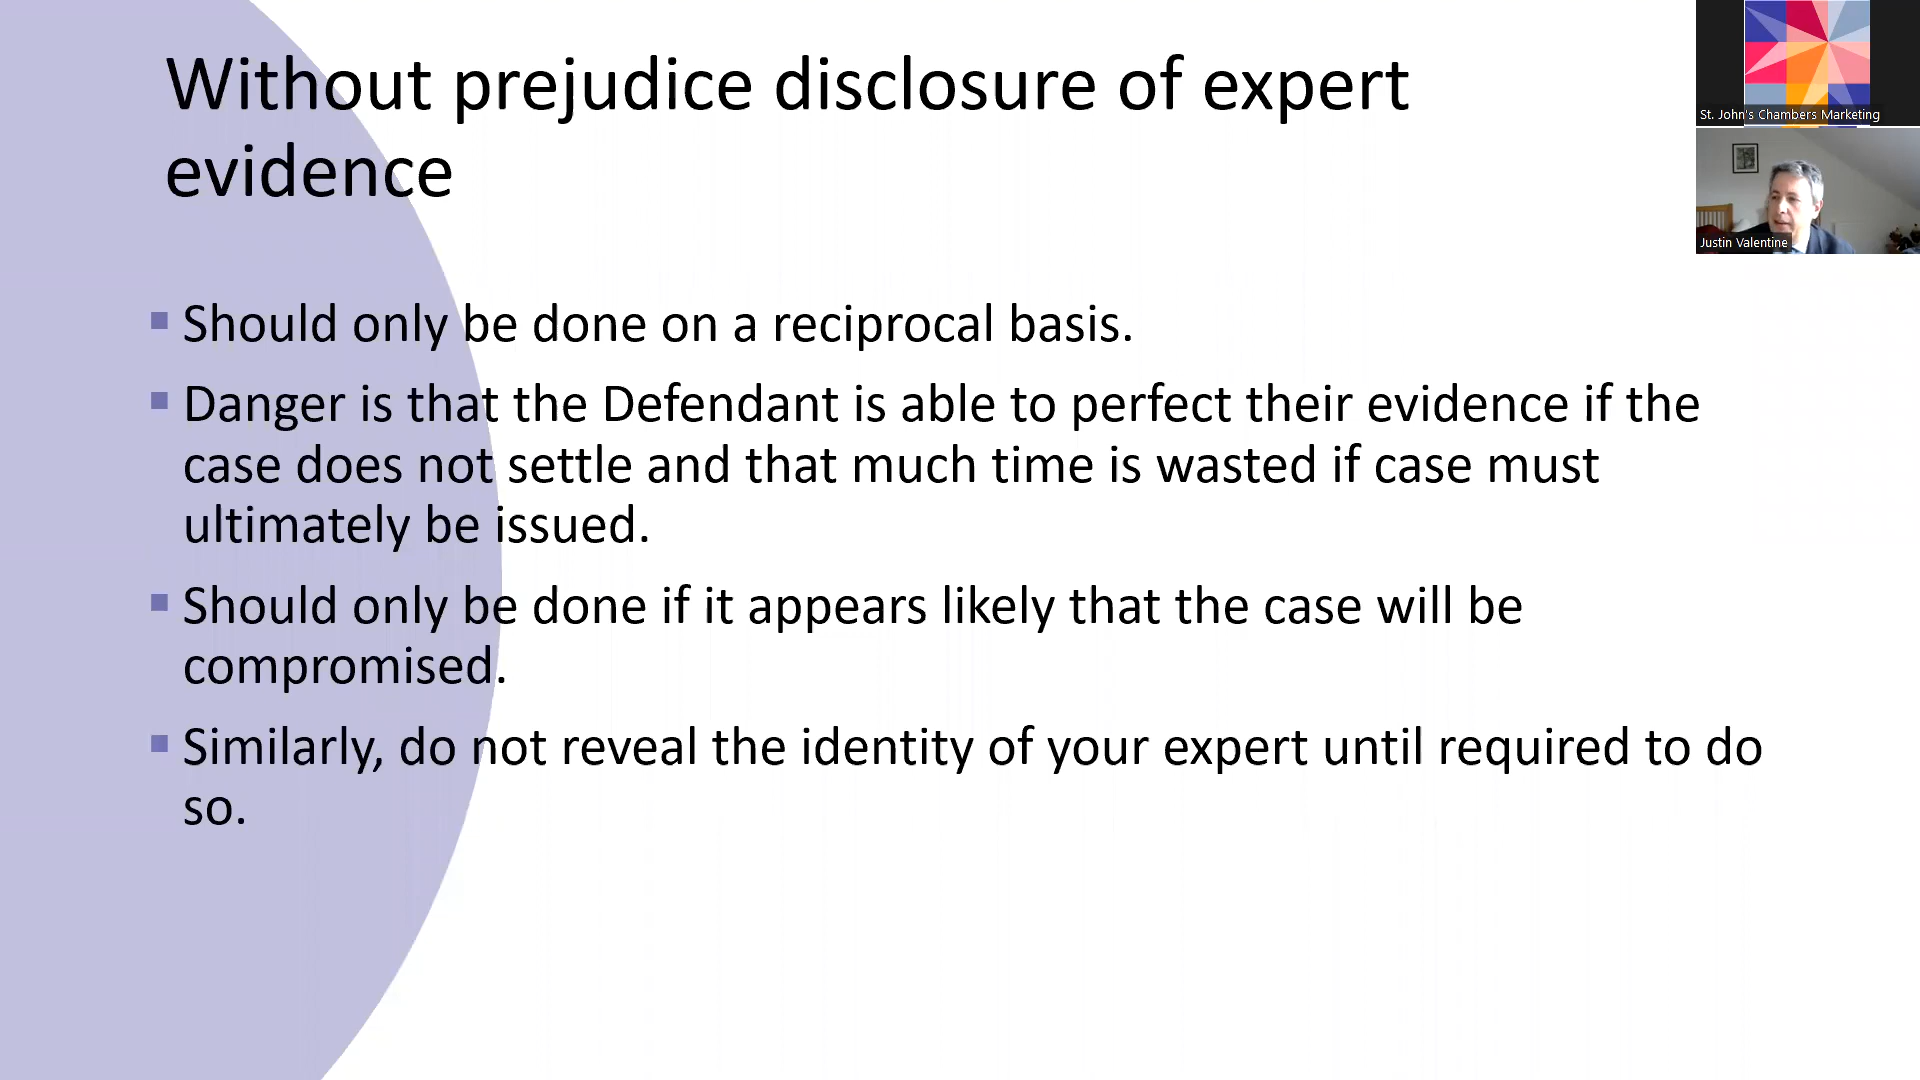 Without prejudice disclosure of expert
evidence
St. John's Chambers Marketing
Justin Valentine
Should only be done on a reciprocal basis.
Danger is that the Defendant is able to perfect their evidence if the
case does not settle and that much time is wasted if case must
ultimately be issued.
Should only be done if it appears likely that the case will be
compromised.
Similarly, do not reveal the identity of your expert until required to do
so.